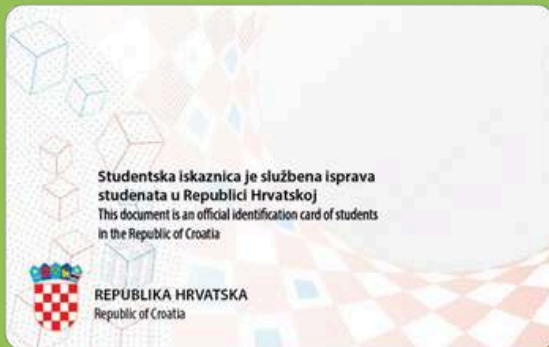 Studentska iskaznica je službena isprava
studenata u Republici Hrvatskoj
This document is an official identification card of students
in the Republic of Croatia
REPUBLIKA HRVATSKA
Republic of Croatia